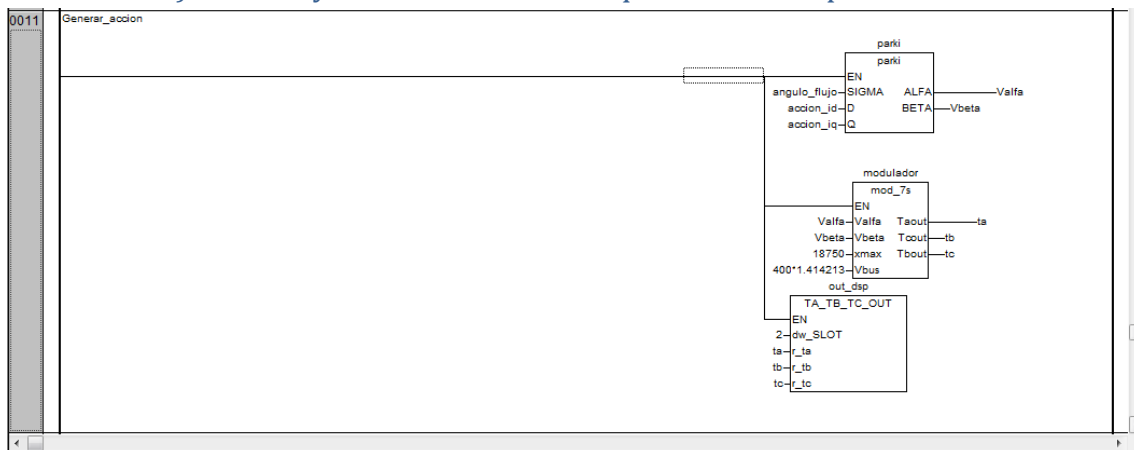 0011 Generar_accion
parki
parki
EN
angulo_flujo SIGMA ALFA Valfa
accion_id D BETA Vbeta
accion_iq Q
modulador
mod_7s
EN
Valfa Valfa Taout ta
Vbeta Vbeta Tcout tb
18750 xmax Tbout tc
400*1.414213 Vbus
out_dsp
TA_TB_TC_OUT
EN
2 dw_SLOT
ta r_ta
tb r_tb
tc r_tc